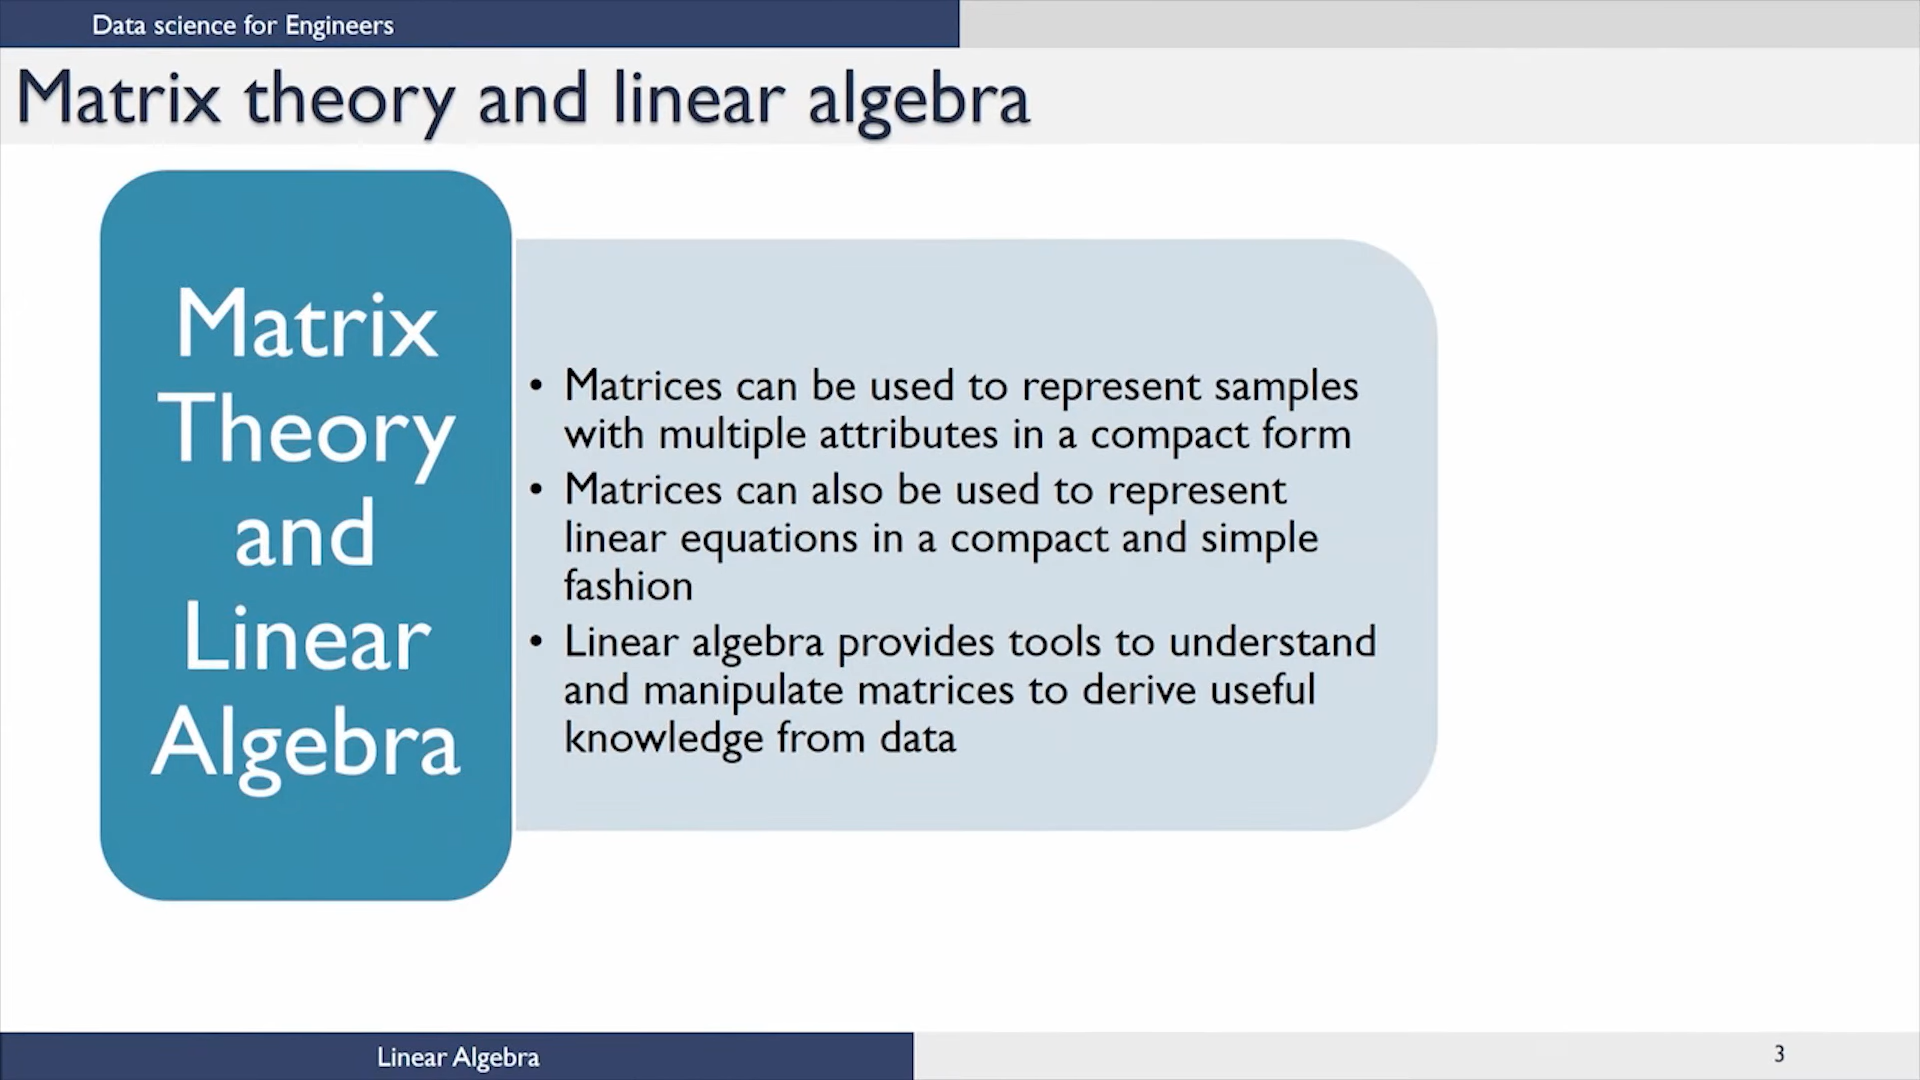 Data science for Engineers
Matrix theory and linear algebra
Matrix
Theory
and
Linear
Algebra
• Matrices can be used to represent samples
with multiple attributes in a compact form
• Matrices can also be used to represent
linear equations in a compact and simple
fashion
• Linear algebra provides tools to understand
and manipulate matrices to derive useful
knowledge from data
Linear Algebra
3